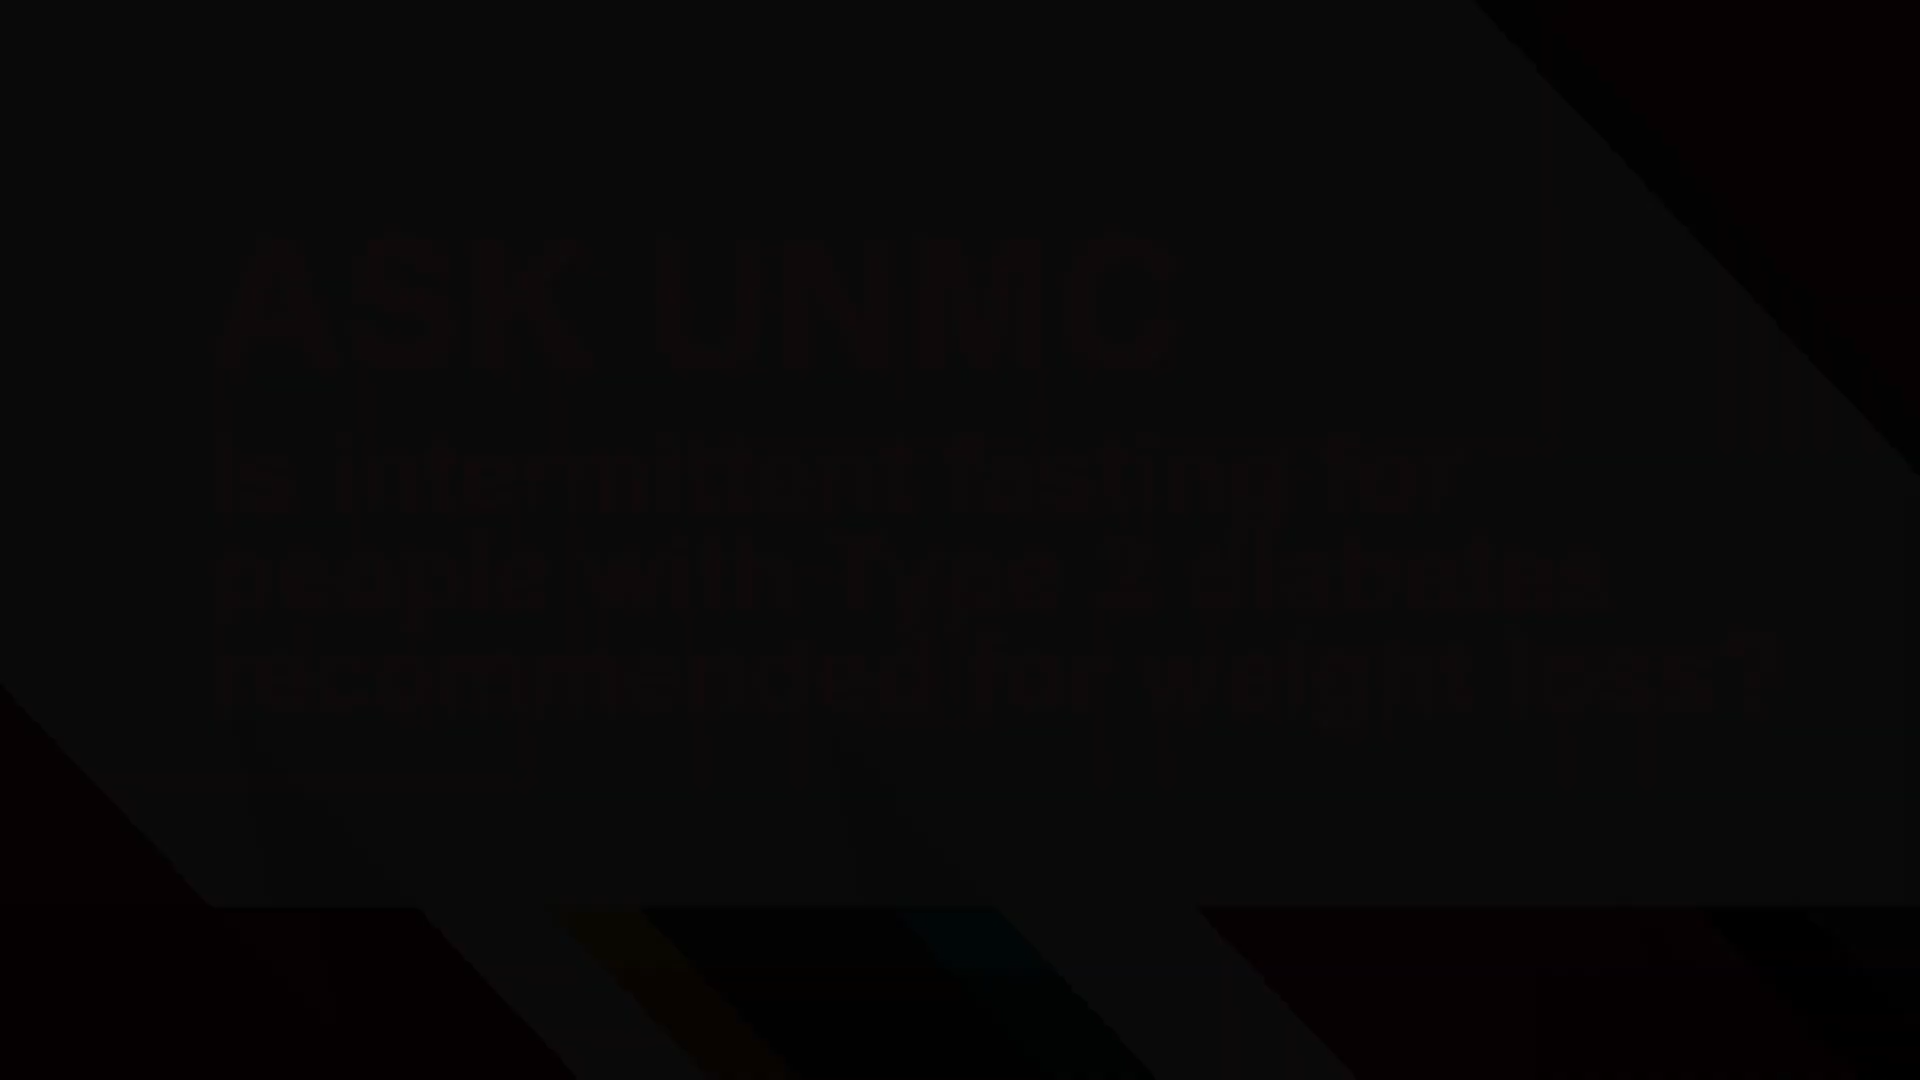 ASK UNMC
Is intermittent fasting for
people with Type 2 diabetes
recommended for weight loss?